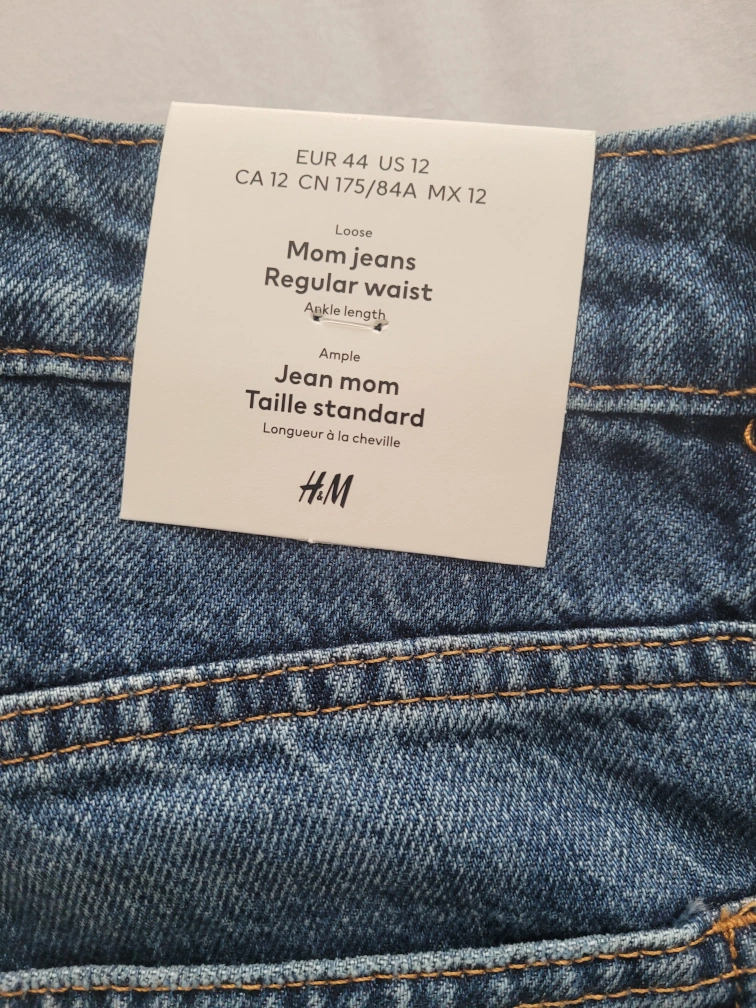 EUR 44 US 12
CA 12 CN 175/84A MX 12
Loose
Mom jeans
Regular waist
Ankle length
Ample
Jean mom
Taille standard
Longueur à la cheville
H&M